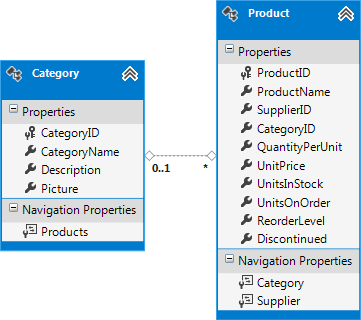 Category
Properties
CategoryID
CategoryName
Description
Picture
Navigation Properties
Products
0..1
*
Product
Properties
ProductID
ProductName
SupplierID
CategoryID
QuantityPerUnit
UnitPrice
UnitsInStock
UnitsOnOrder
ReorderLevel
Discontinued
Navigation Properties
Category
Supplier